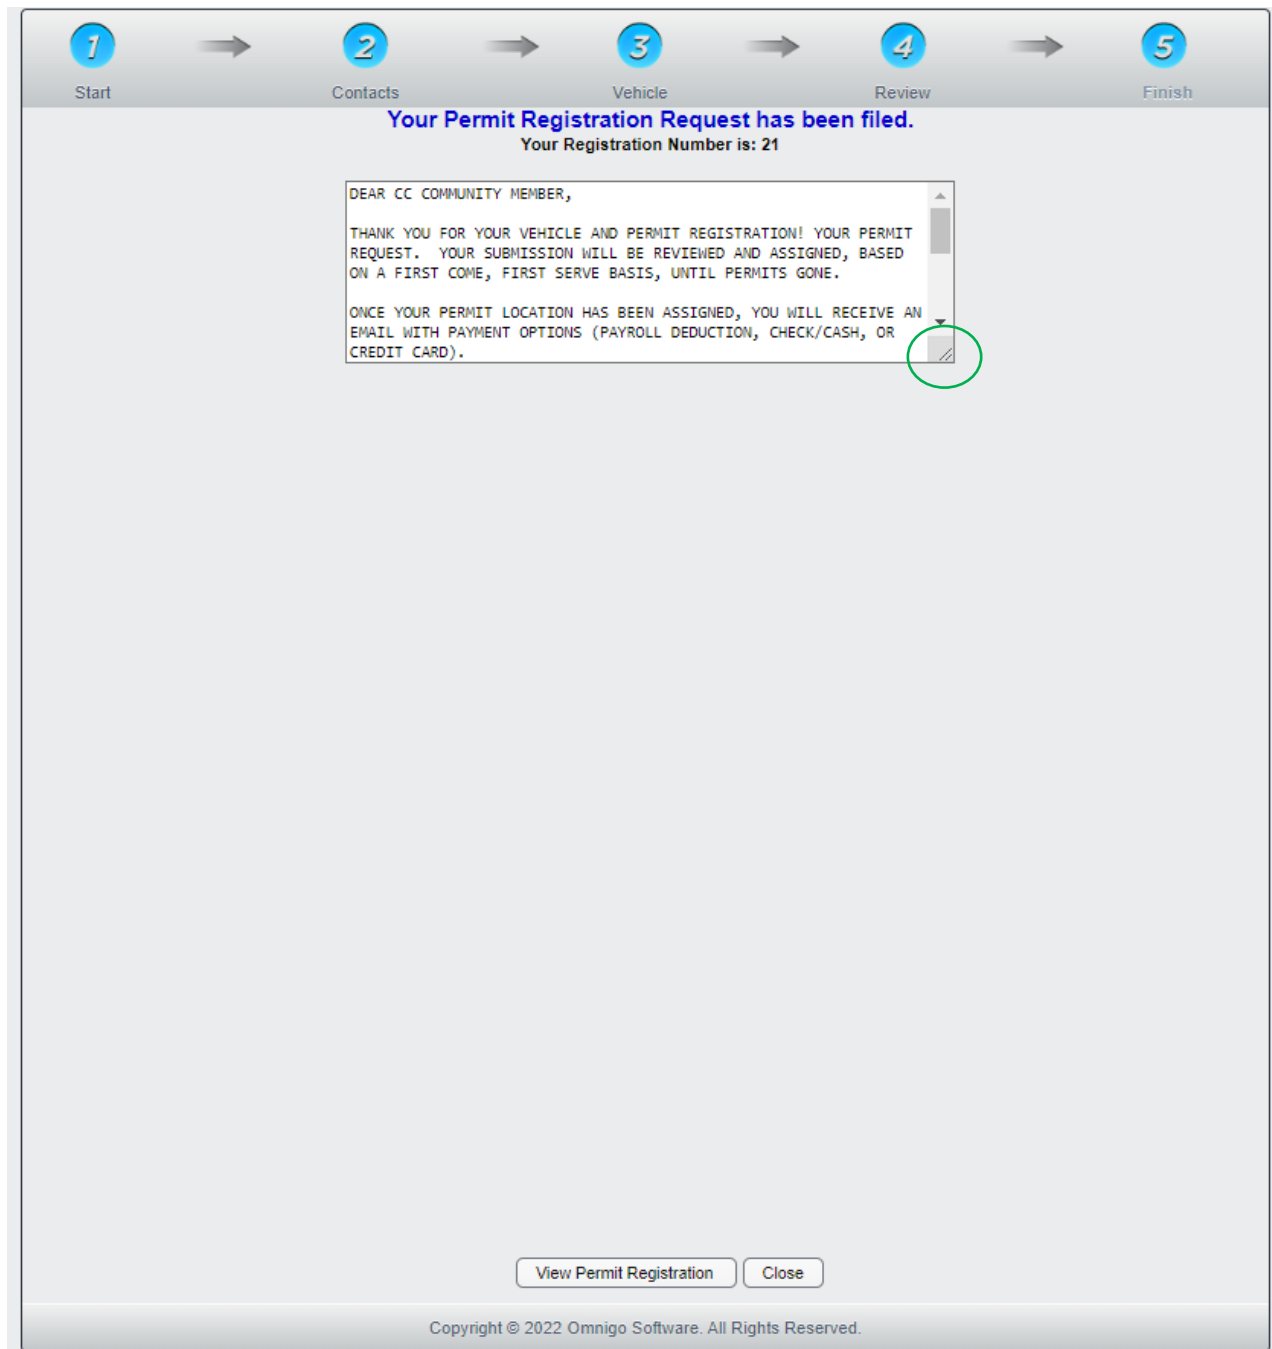 1 2 3 4 5
Start Contacts Vehicle Review Finish
Your Permit Registration Request has been filed.
Your Registration Number is: 21
DEAR CC COMMUNITY MEMBER,
THANK YOU FOR YOUR VEHICLE AND PERMIT REGISTRATION! YOUR PERMIT
REQUEST.  YOUR SUBMISSION WILL BE REVIEWED AND ASSIGNED, BASED
ON A FIRST COME, FIRST SERVE BASIS, UNTIL PERMITS GONE.
ONCE YOUR PERMIT LOCATION HAS BEEN ASSIGNED, YOU WILL RECEIVE AN
EMAIL WITH PAYMENT OPTIONS (PAYROLL DEDUCTION, CHECK/CASH, OR
CREDIT CARD).
View Permit Registration Close
Copyright © 2022 Omnigo Software. All Rights Reserved.